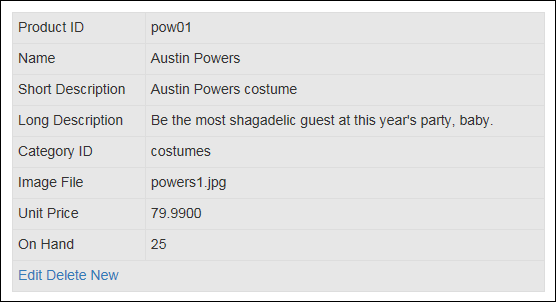 Product ID pow01
Name Austin Powers
Short Description Austin Powers costume
Long Description Be the most shagadelic guest at this year's party, baby.
Category ID costumes
Image File powers1.jpg
Unit Price 79.9900
On Hand 25
Edit Delete New